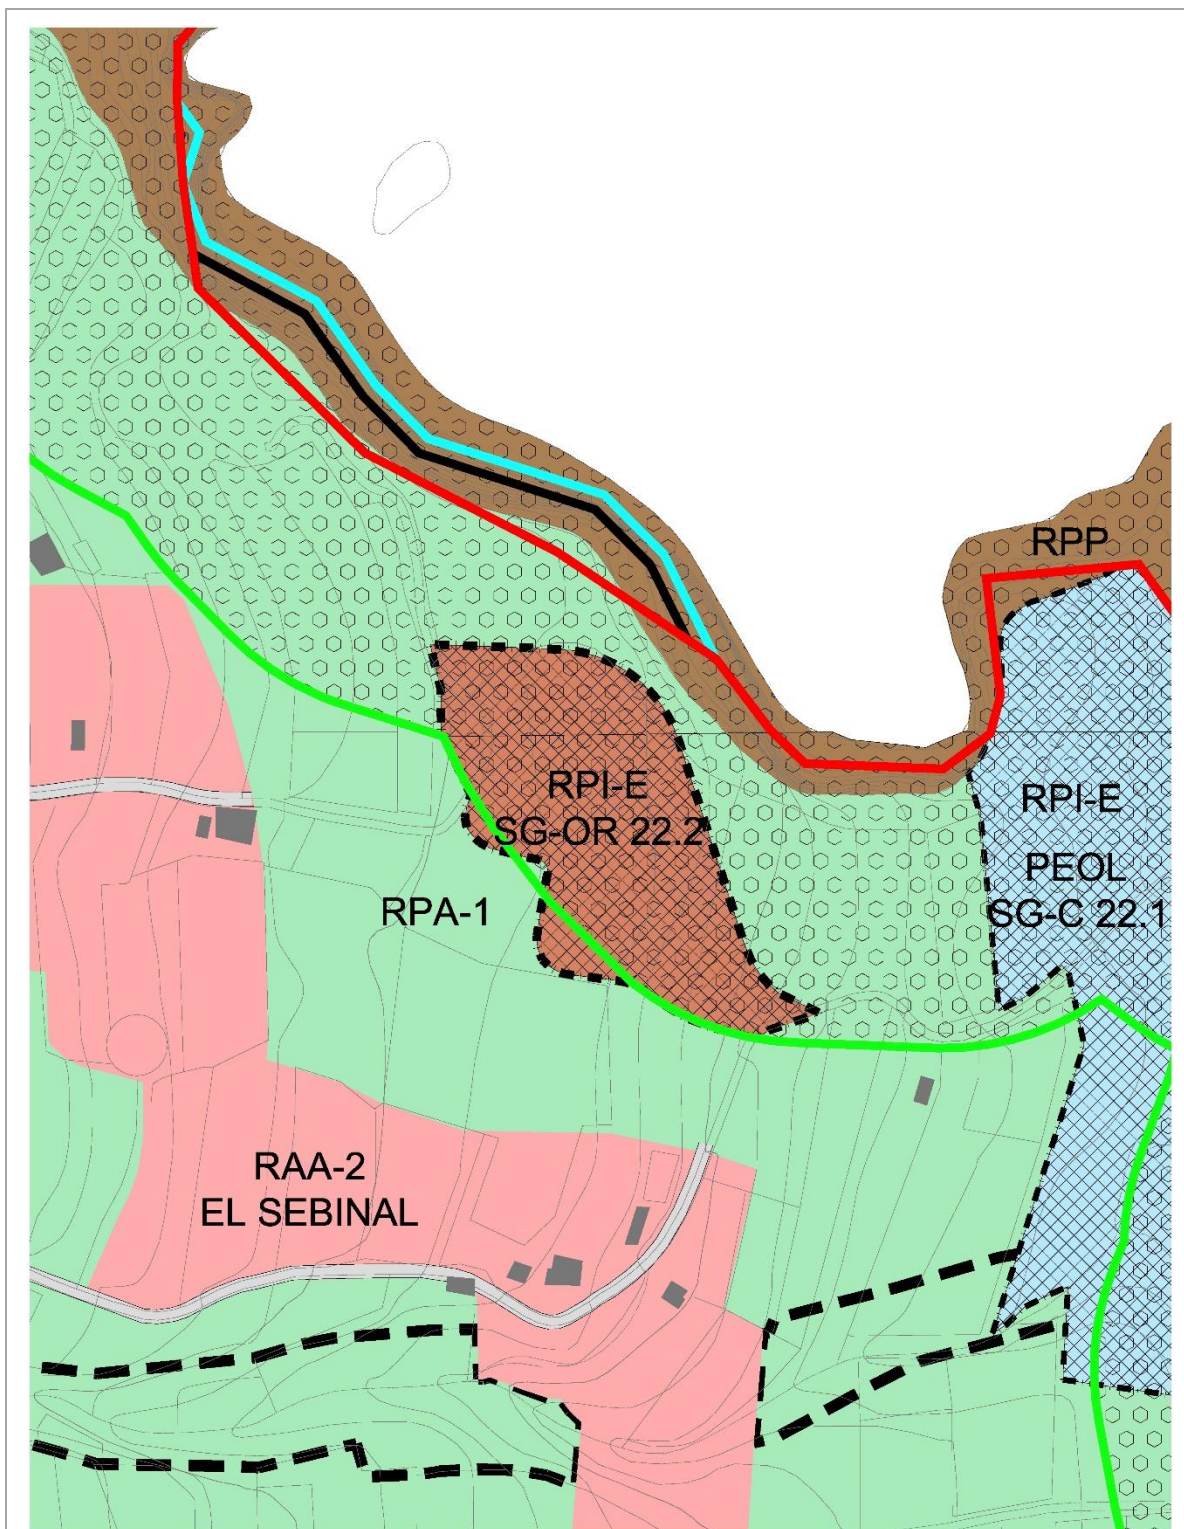 RPP
RPI-E
SG-OR 22.2
RPI-E
PEOL
SG-C 22.1
RPA-1
RAA-2
EL SEBINAL